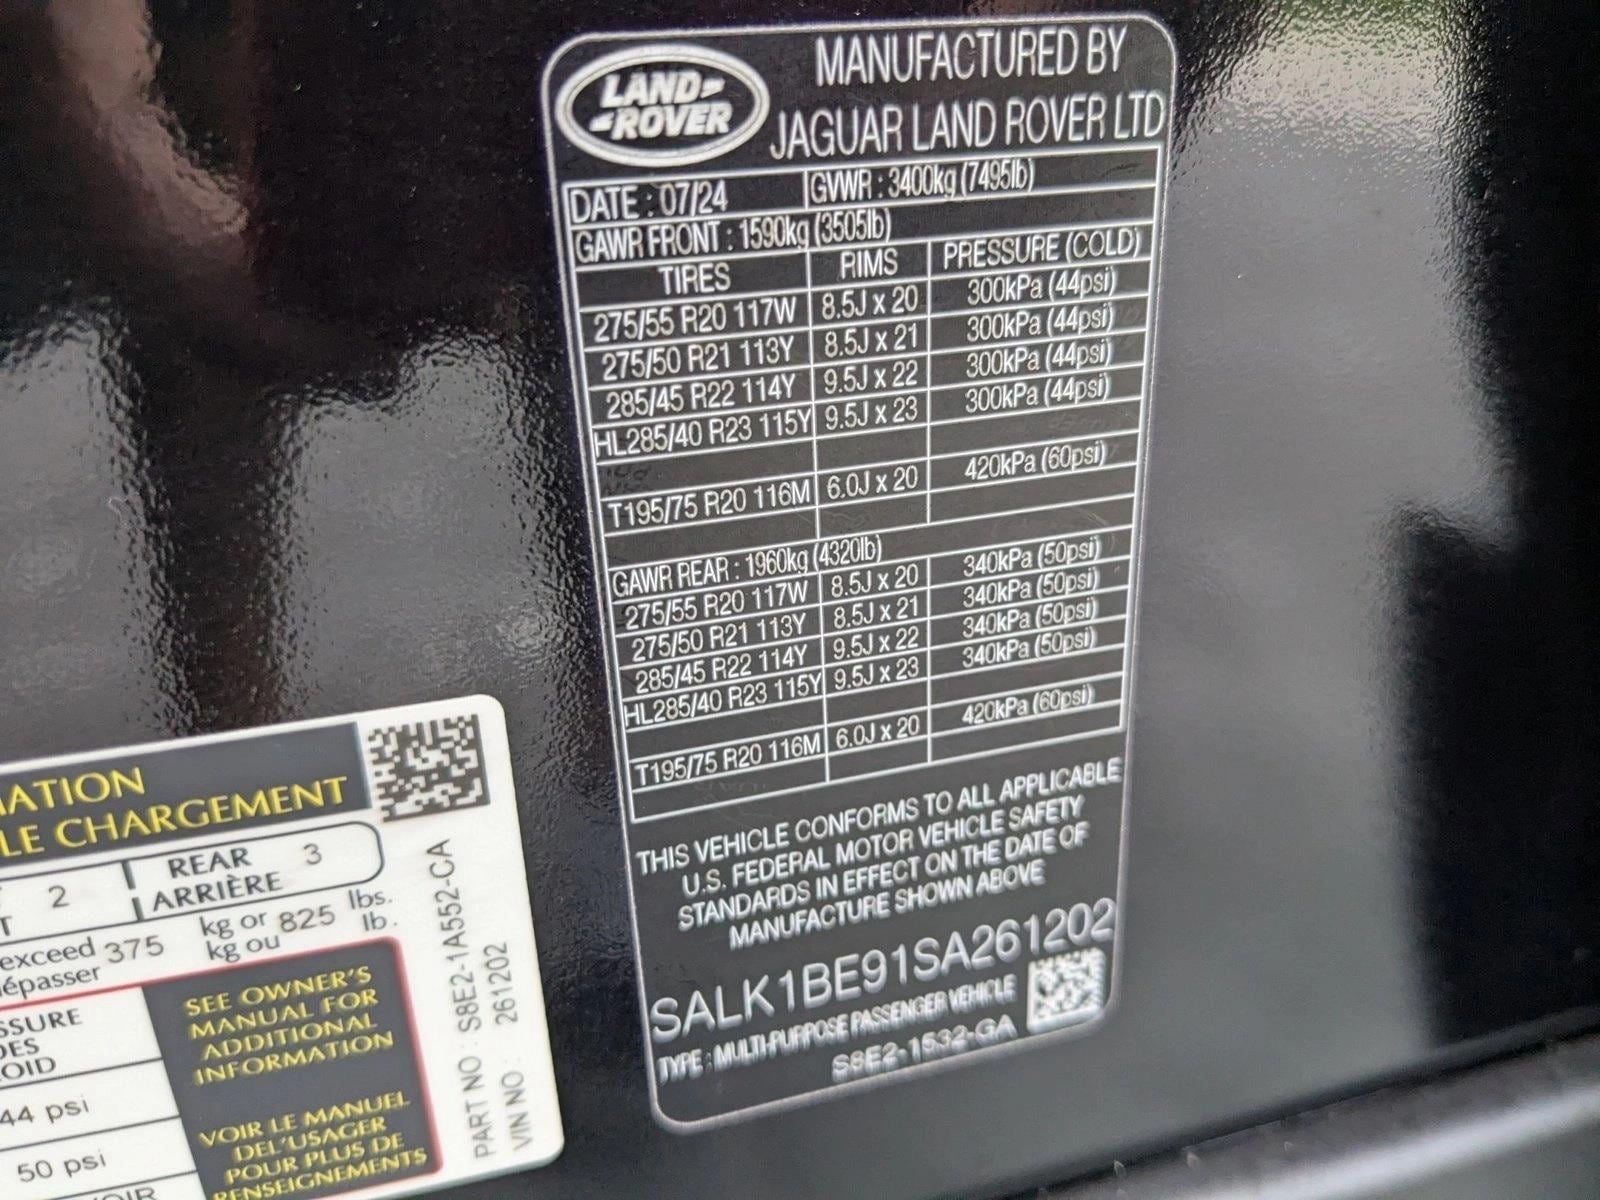 LAND
ROVER
MANUFACTURED BY
JAGUAR LAND ROVER LTD
DATE : 07/24 GVWR : 3400kg (7495lb)
GAWR FRONT : 1590kg (3505lb)
TIRES RIMS PRESSURE (COLD)
275/55 R20 117W 8.5J x 20 300kPa (44psi)
275/50 R21 113Y 8.5J x 21 300kPa (44psi)
285/45 R22 114Y 9.5J x 22 300kPa (44psi)
HL285/40 R23 115Y 9.5J x 23 300kPa (44psi)
T195/75 R20 116M 6.0J x 20 420kPa (60psi)
GAWR REAR : 1960kg (4320lb)
275/55 R20 117W 8.5J x 20 340kPa (50psi)
275/50 R21 113Y 8.5J x 21 340kPa (50psi)
285/45 R22 114Y 9.5J x 22 340kPa (50psi)
HL285/40 R23 115Y 9.5J x 23 340kPa (50psi)
T195/75 R20 116M 6.0J x 20 420kPa (60psi)
THIS VEHICLE CONFORMS TO ALL APPLICABLE
U.S. FEDERAL MOTOR VEHICLE SAFETY
STANDARDS IN EFFECT ON THE DATE OF
MANUFACTURE SHOWN ABOVE
SALK1BE91SA261202
TYPE : MULTI-PURPOSE PASSENGER VEHICLE
S8E2-1532-GA
MATION
LE CHARGEMENT
2 REAR 3
T ARRIÈRE
exceed 375 kg or 825 lbs.
dépasser kg ou lb.
SSURE
DES
OID
44 psi
50 psi
OIR
SEE OWNER'S
MANUAL FOR
ADDITIONAL
INFORMATION
VOIR LE MANUEL
DEL'USAGER
POUR PLUS DE
RENSEIGNEMENTS
PART NO : S8E2-1A552-CA
VIN NO : 261202